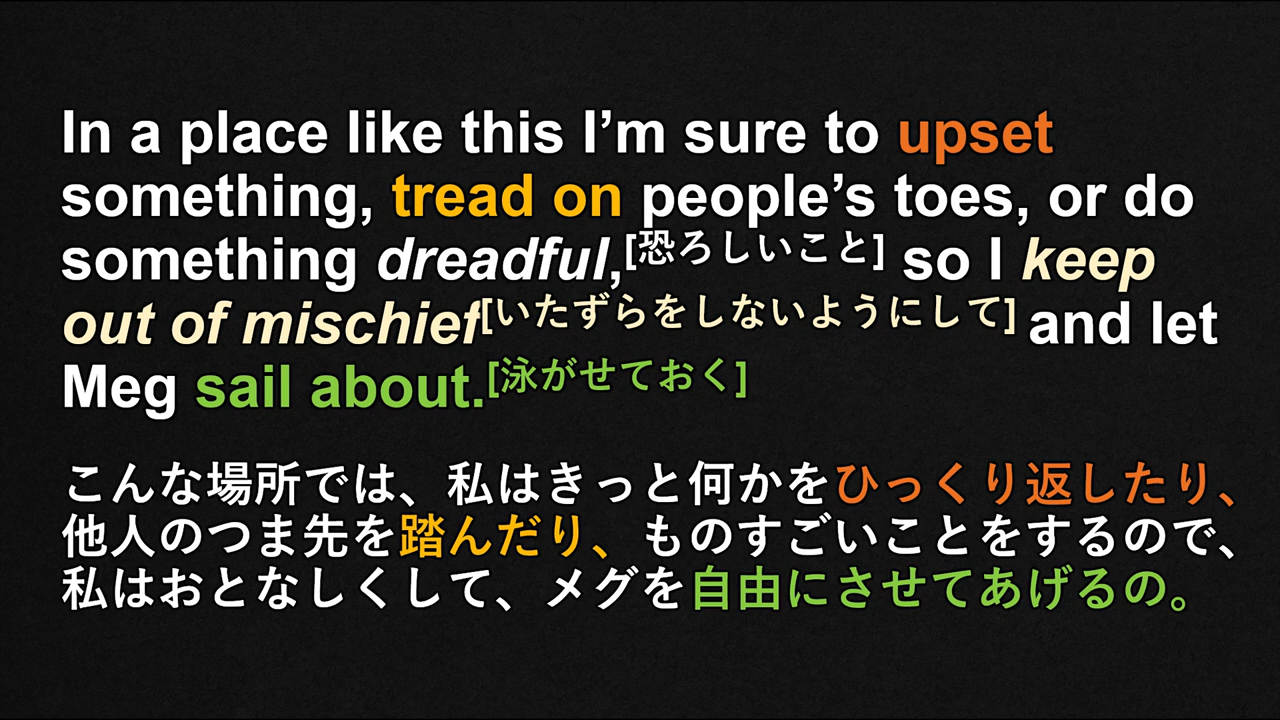 In a place like this I’m sure to upset
something, tread on people’s toes, or do
something dreadful,[恐ろしいこと] so I keep
out of mischief[いたずらをしないようにして] and let
Meg sail about.[泳がせておく]
こんな場所では、私はきっと何かをひっくり返したり、
他人のつま先を踏んだり、ものすごいことをするので、
私はおとなしくして、メグを自由にさせてあげるの。